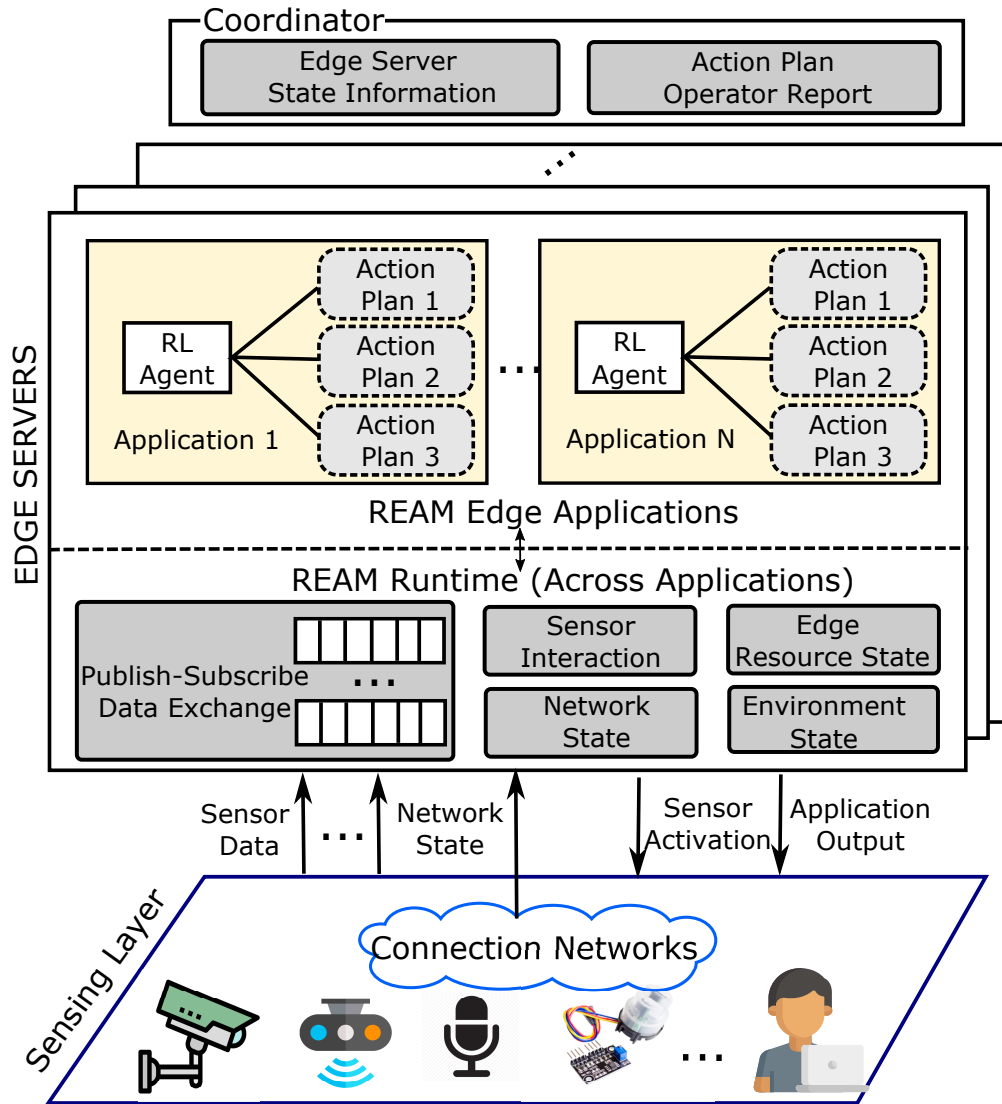 Coordinator
Edge Server
State Information
Action Plan
Operator Report
...
EDGE SERVERS
RL
Agent
Action
Plan 1
Action
Plan 2
Action
Plan 3
Application 1
...
RL
Agent
Action
Plan 1
Action
Plan 2
Action
Plan 3
Application N
REAM Edge Applications
REAM Runtime (Across Applications)
Publish-Subscribe
Data Exchange
...
Sensor
Interaction
Edge
Resource State
Network
State
Environment
State
Sensor
Data
...
Network
State
Sensor
Activation
Application
Output
Sensing Layer
Connection Networks
...